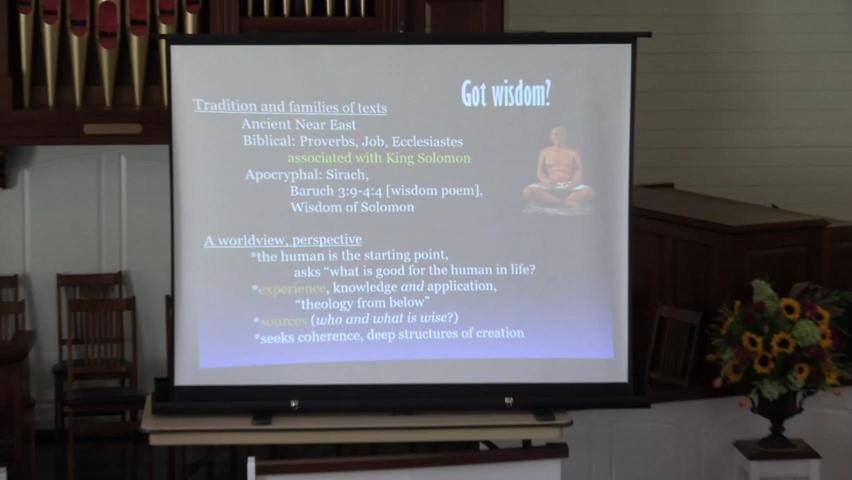 Got wisdom?
Tradition and families of texts
Ancient Near East
Biblical: Proverbs, Job, Ecclesiastes
associated with King Solomon
Apocryphal: Sirach,
Baruch 3:9-4:4 [wisdom poem],
Wisdom of Solomon
A worldview, perspective
*the human is the starting point,
asks "what is good for the human in life?
*experience, knowledge and application,
"theology from below"
*sources (who and what is wise?)
*seeks coherence, deep structures of creation